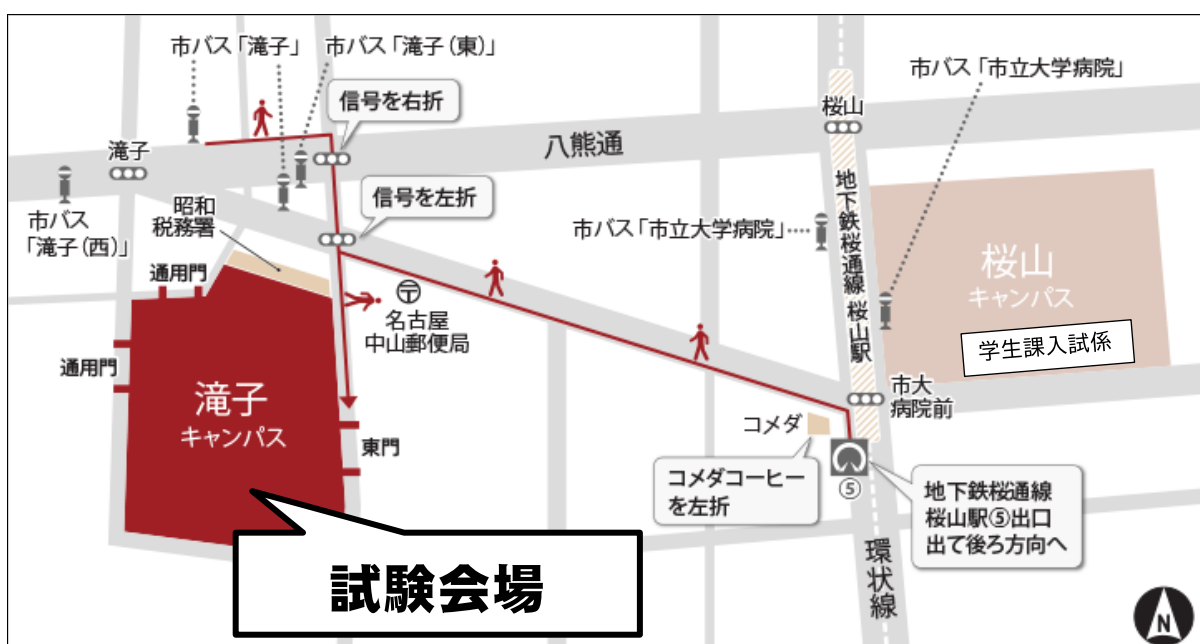 市バス「滝子」
市バス「滝子(東)」
市バス「市立大学病院」
信号を右折
桜山
八熊通
滝子
信号を左折
昭和
税務署
市バス
「滝子(西)」
市バス「市立大学病院」
地下鉄桜通線
桜山駅
桜山
キャンパス
学生課入試係
通用門
〒
名古屋
中山郵便局
通用門
滝子
キャンパス
東門
市大
病院前
コメダ
コメダコーヒー
を左折
⑤
地下鉄桜通線
桜山駅⑤出口
出て後ろ方向へ
環状線
試験会場
N